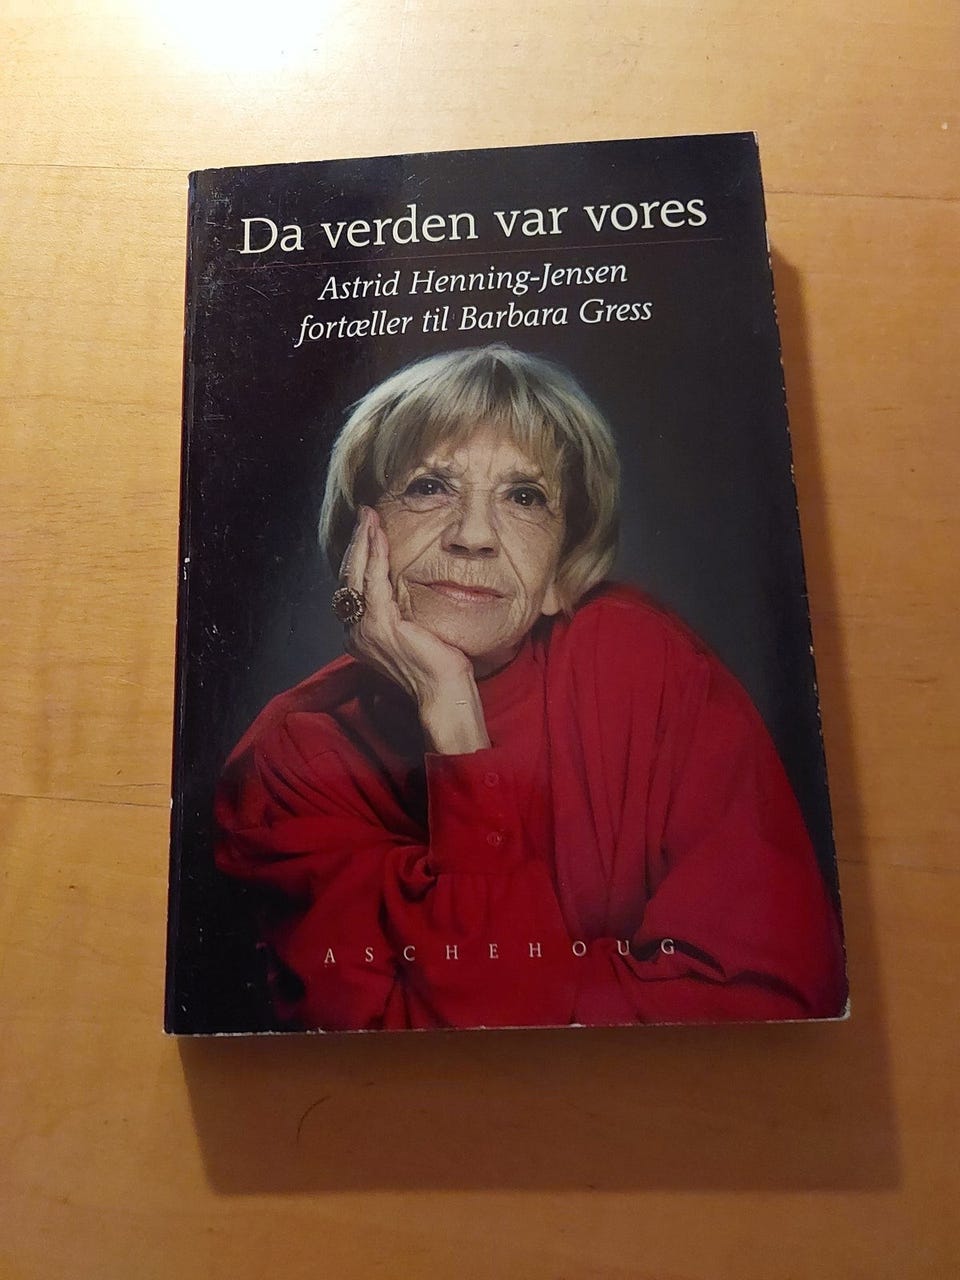 Da verden var vores
Astrid Henning-Jensen
fortæller til Barbara Gress
ASCHEHOUG